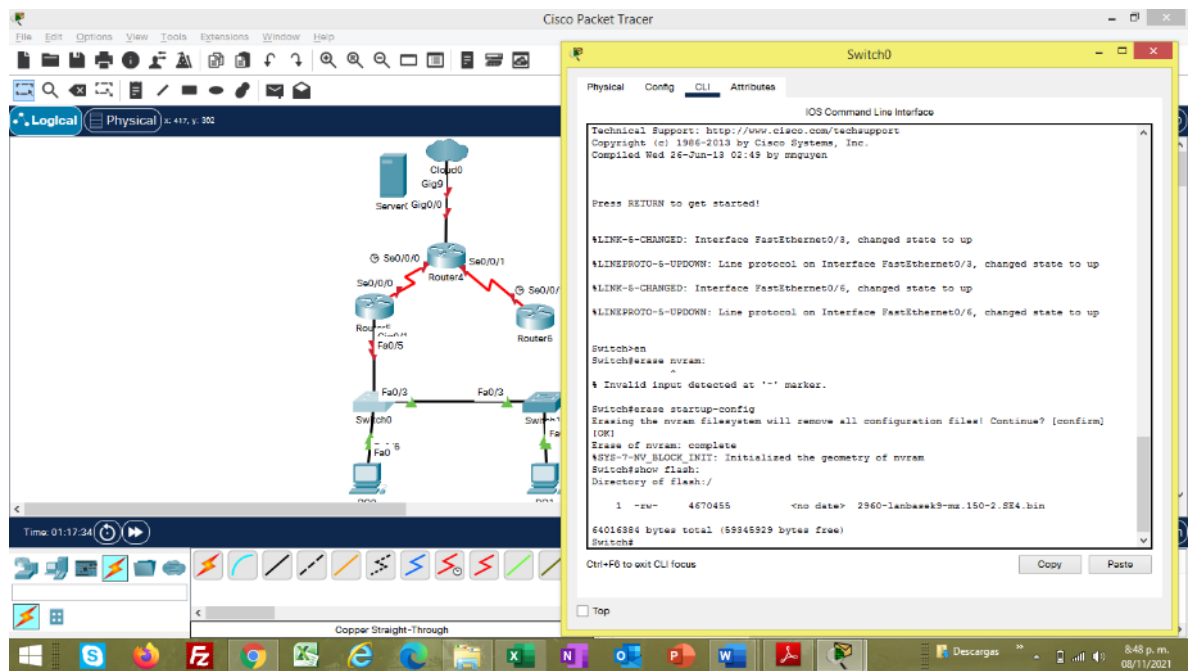 Cisco Packet Tracer
File Edit Options View Tools Extensions Window Help
Logical Physical x: 417, y: 302
Cloud0
Gig9
Gig0/0
Se0/0/0
Se0/0/1
Router4
Se0/0/0
Se0/0/
Router6
Fa0/5
Fa0/3
Fa0/3
Switch0
Fa0
Time: 01:17:34
Copper Straight-Through
Switch0
Physical Config CLI Attributes
IOS Command Line Interface
Technical Support: http://www.cisco.com/techsupport
Copyright (c) 1986-2013 by Cisco Systems, Inc.
Compiled Wed 26-Jun-13 02:49 by mnguyen
Press RETURN to get started!
%LINK-5-CHANGED: Interface FastEthernet0/3, changed state to up
%LINEPROTO-5-UPDOWN: Line protocol on Interface FastEthernet0/3, changed state to up
%LINK-5-CHANGED: Interface FastEthernet0/6, changed state to up
%LINEPROTO-5-UPDOWN: Line protocol on Interface FastEthernet0/6, changed state to up
Switch>en
Switch#erase nvram:
^
% Invalid input detected at '^' marker.
Switch#erase startup-config
Erasing the nvram filesystem will remove all configuration files! Continue? [confirm]
[OK]
Erase of nvram: complete
%SYS-7-NV_BLOCK_INIT: Initialized the geometry of nvram
Switch#show flash:
Directory of flash:/
1 -rw- 4670455 <no date> 2960-lanbasek9-mz.150-2.SE4.bin
64016384 bytes total (59345929 bytes free)
Switch#
Ctrl+F6 to exit CLI focus
Copy Paste
Top
Descargas
8:48 p. m.
08/11/2021